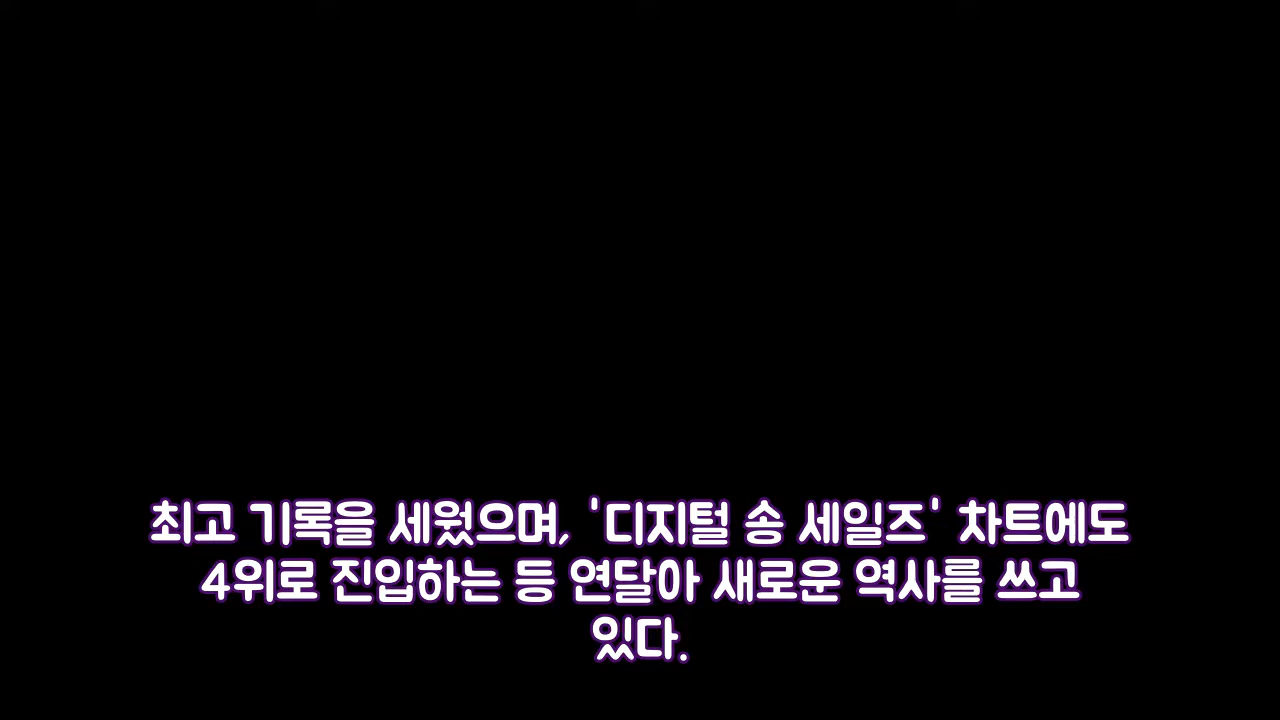 최고 기록을 세웠으며, '디지털 송 세일즈' 차트에도
4위로 진입하는 등 연달아 새로운 역사를 쓰고
있다.